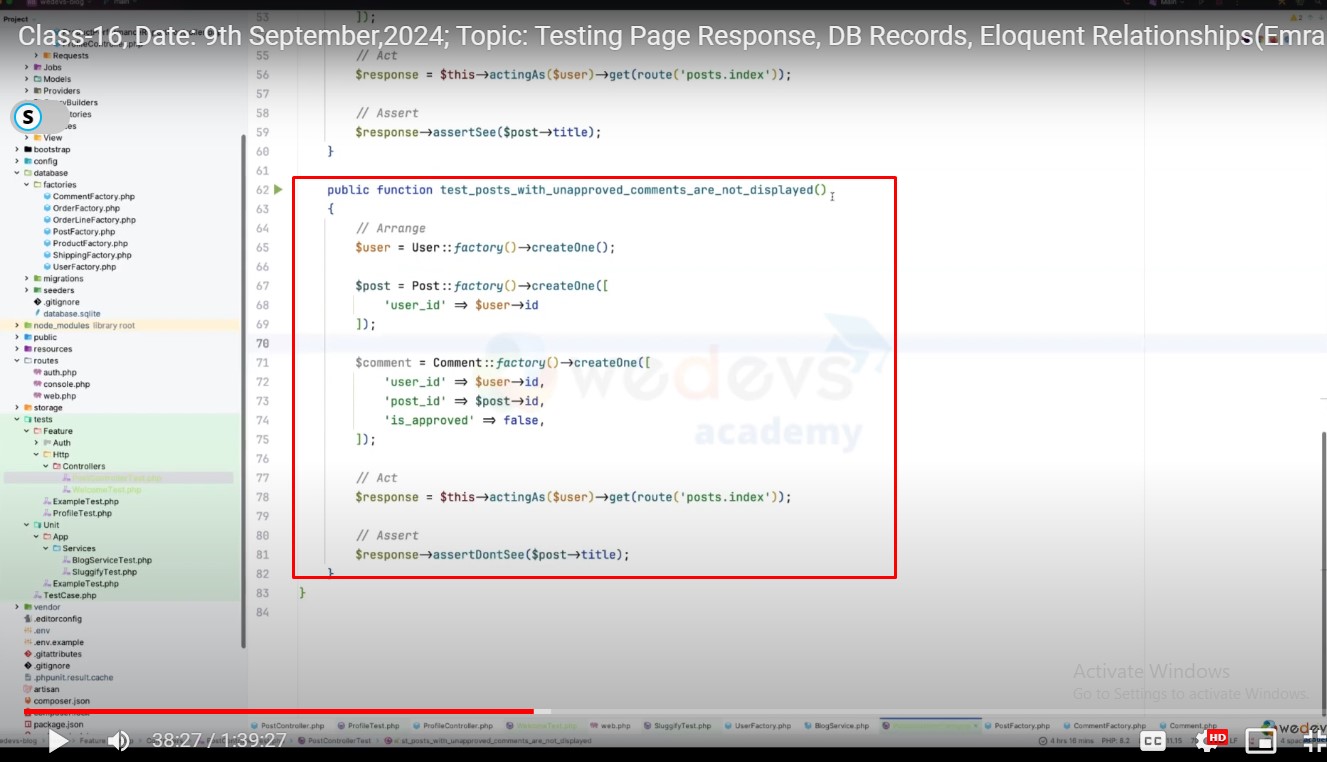 Class-16, Date: 9th September,2024; Topic: Testing Page Response, DB Records, Eloquent Relationships(Emra
Project
Requests
Jobs
Models
Providers
View
bootstrap
config
database
factories
CommentFactory.php
OrderFactory.php
OrderLineFactory.php
PostFactory.php
ProductFactory.php
ShippingFactory.php
UserFactory.php
migrations
seeders
.gitignore
database.sqlite
node_modules library root
public
resources
routes
auth.php
console.php
web.php
storage
tests
Feature
Auth
Http
Controllers
WelcomeTest.php
ExampleTest.php
ProfileTest.php
Unit
App
Services
BlogServiceTest.php
SluggifyTest.php
ExampleTest.php
TestCase.php
vendor
.editorconfig
.env
.env.example
.gitattributes
.gitignore
.phpunit.result.cache
artisan
composer.json
package.json
53 ]);
55 // Act
56 $response = $this→actingAs($user)→get(route('posts.index'));
57
58 // Assert
59 $response→assertSee($post→title);
60 }
61
62 public function test_posts_with_unapproved_comments_are_not_displayed()
63 {
64 // Arrange
65 $user = User::factory()→createOne();
66
67 $post = Post::factory()→createOne([
68 'user_id' ⇒ $user→id
69 ]);
70
71 $comment = Comment::factory()→createOne([
72 'user_id' ⇒ $user→id,
73 'post_id' ⇒ $post→id,
74 'is_approved' ⇒ false,
75 ]);
76
77 // Act
78 $response = $this→actingAs($user)→get(route('posts.index'));
79
80 // Assert
81 $response→assertDontSee($post→title);
82 }
83 }
84
wedevs
academy
Activate Windows
Go to Settings to activate Windows.
PostController.php ProfileTest.php ProfileController.php WelcomeTest.php web.php SluggifyTest.php UserFactory.php BlogService.php PostFactory.php CommentFactory.php Comment.php
38:27 / 1:39:27
PostControllerTest st_posts_with_unapproved_comments_are_not_displayed
4 hrs 16 mins PHP: 8.2
CC
HD
wedev